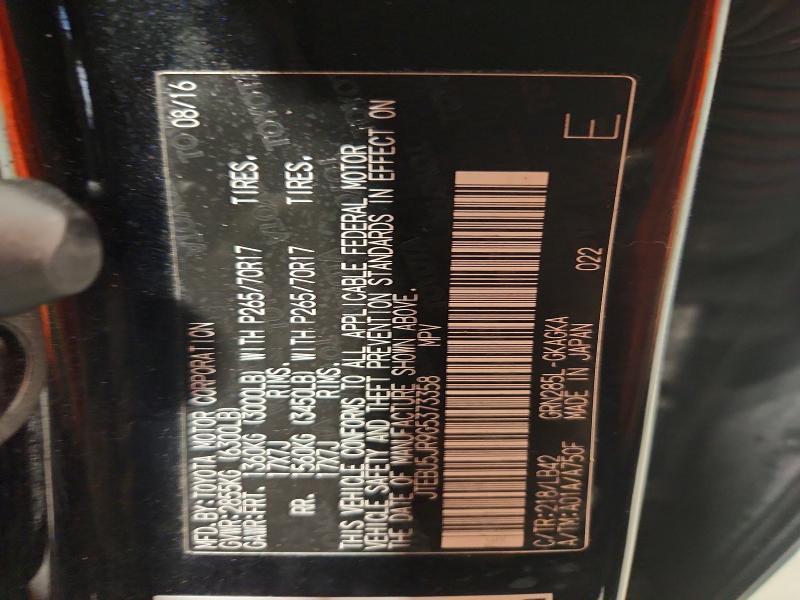 MFD.BY:TOYOTA MOTOR CORPORATION 08/16
GVWR:2855KG (6300LB)
GAWR:FRT. 1360KG (3000LB) WITH P265/70R17 TIRES.
17X7J RIMS.
RR. 1560KG (3450LB) WITH P265/70R17 TIRES.
17X7J RIMS.
THIS VEHICLE CONFORMS TO ALL APPLICABLE FEDERAL MOTOR
VEHICLE SAFETY AND THEFT PREVENTION STANDARDS IN EFFECT ON
THE DATE OF MANUFACTURE SHOWN ABOVE.
JTEBU5JR9G5373358 MPV
C/TR:218/LB42 GRN285L-GKAGKA
A/TM:A01A/A750F MADE IN JAPAN 022
E